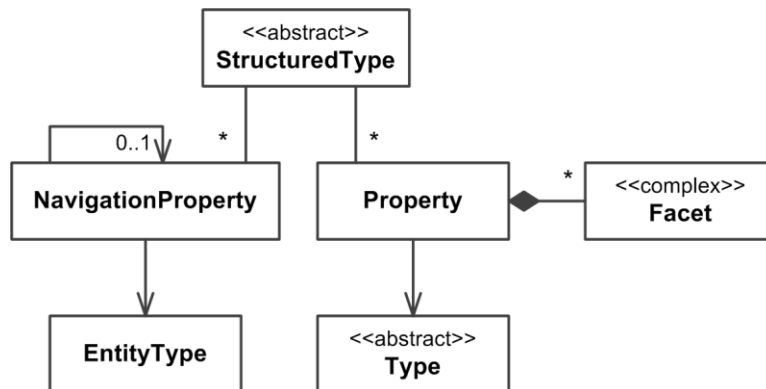 <<abstract>>
StructuredType
0..1
*
*
NavigationProperty
Property
*
<<complex>>
Facet
EntityType
<<abstract>>
Type